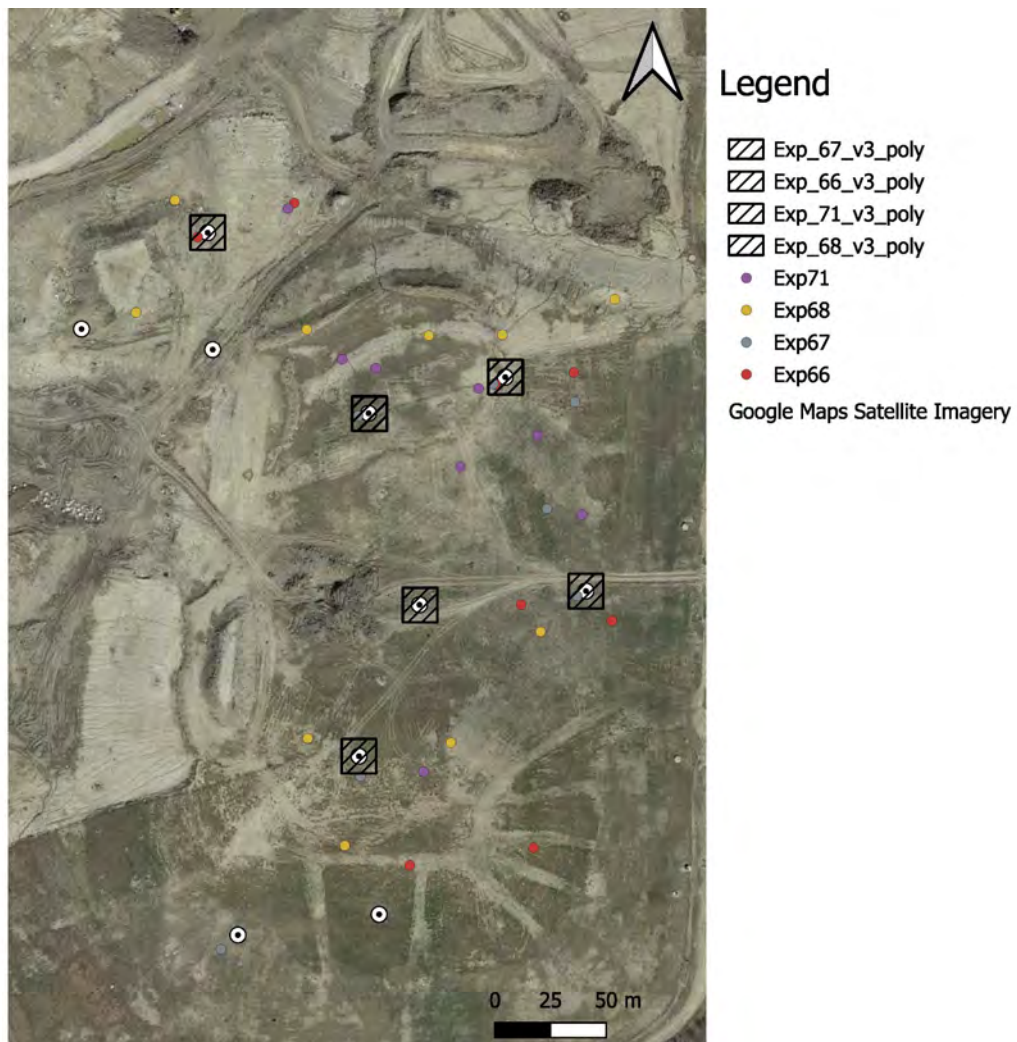 Legend
Exp_67_v3_poly
Exp_66_v3_poly
Exp_71_v3_poly
Exp_68_v3_poly
Exp71
Exp68
Exp67
Exp66
Google Maps Satellite Imagery
0 25 50 m